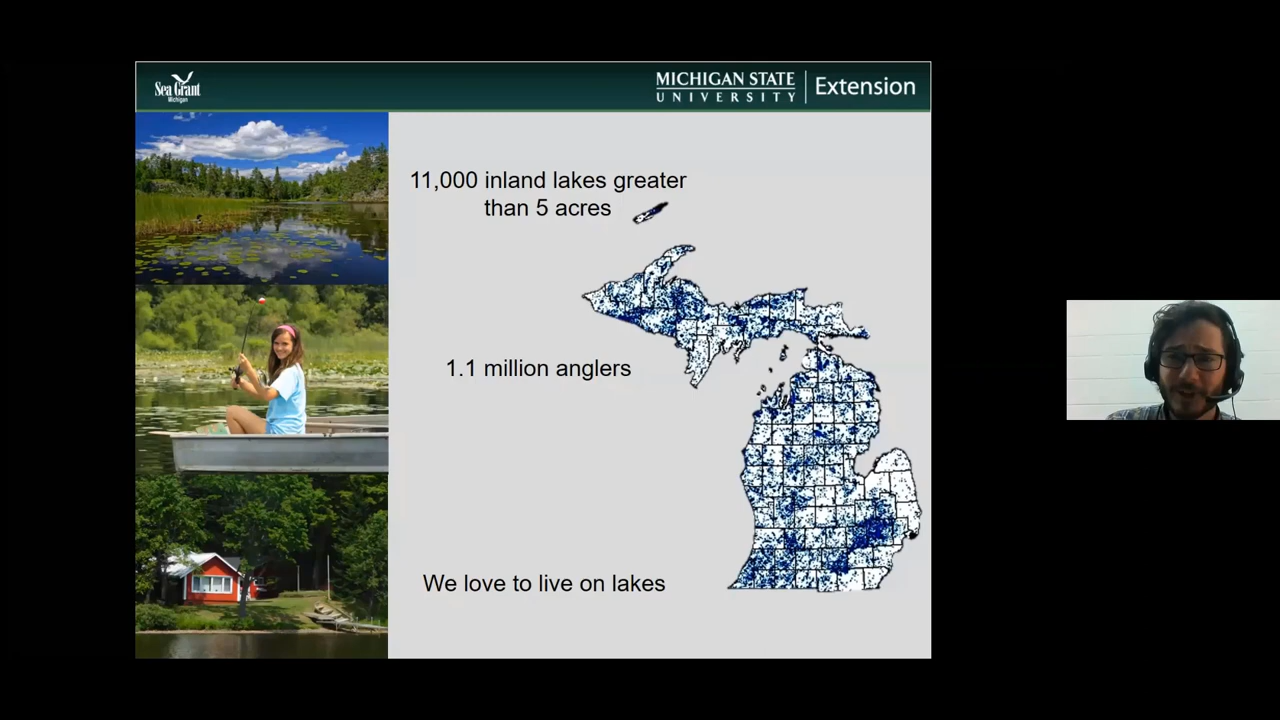 Sea Grant
Michigan
MICHIGAN STATE
UNIVERSITY
Extension
11,000 inland lakes greater
than 5 acres
1.1 million anglers
We love to live on lakes